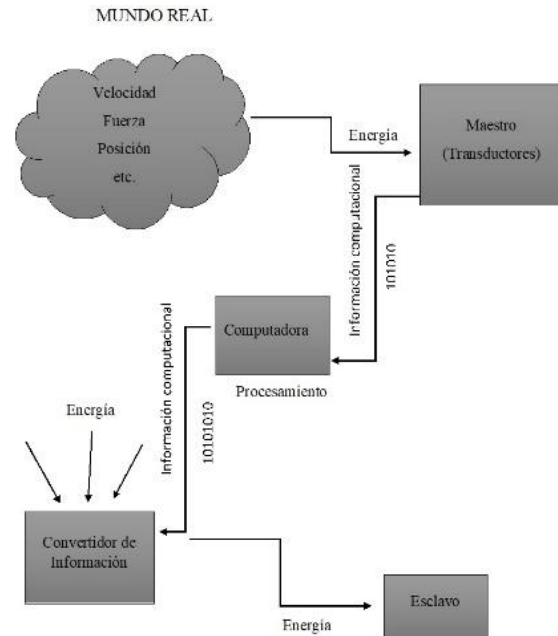 MUNDO REAL
Velocidad
Fuerza
Posición
etc.
Energía
Maestro
(Transductores)
Información computacional
101010
Computadora
Procesamiento
Información computacional
10101010
Energía
Convertidor de
Información
Energía
Esclavo